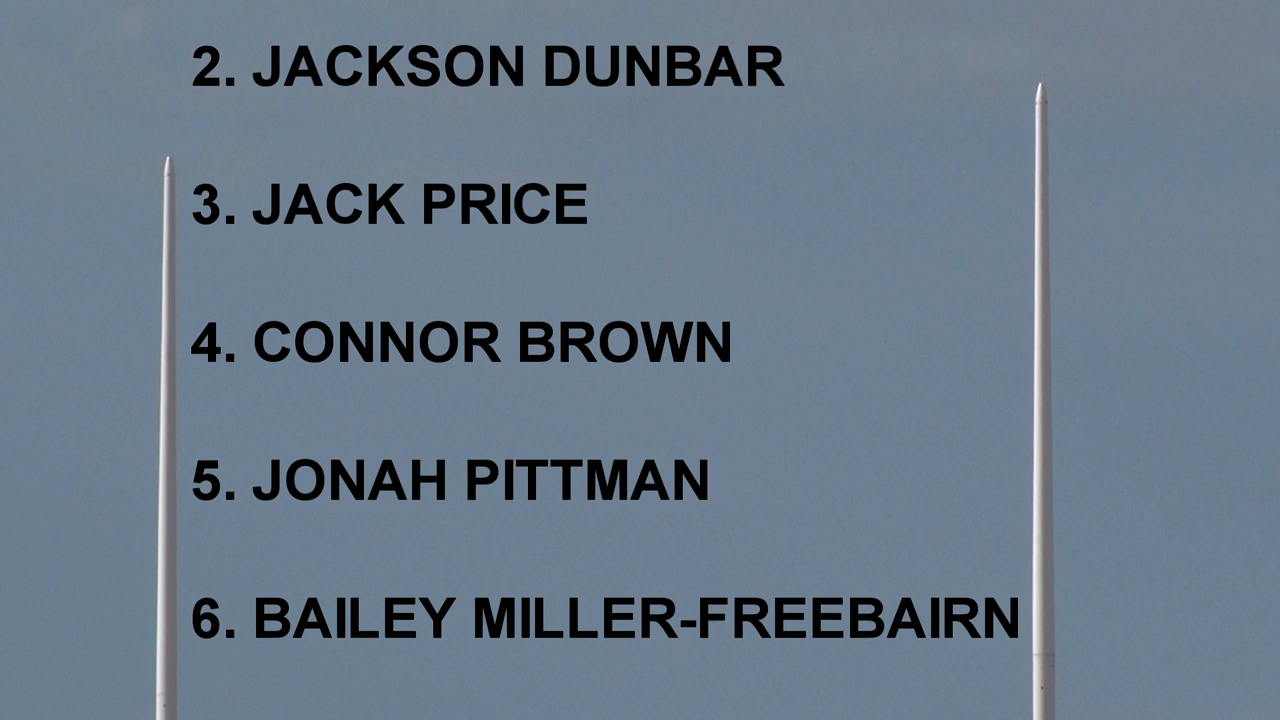 2. JACKSON DUNBAR
3. JACK PRICE
4. CONNOR BROWN
5. JONAH PITTMAN
6. BAILEY MILLER-FREEBAIRN